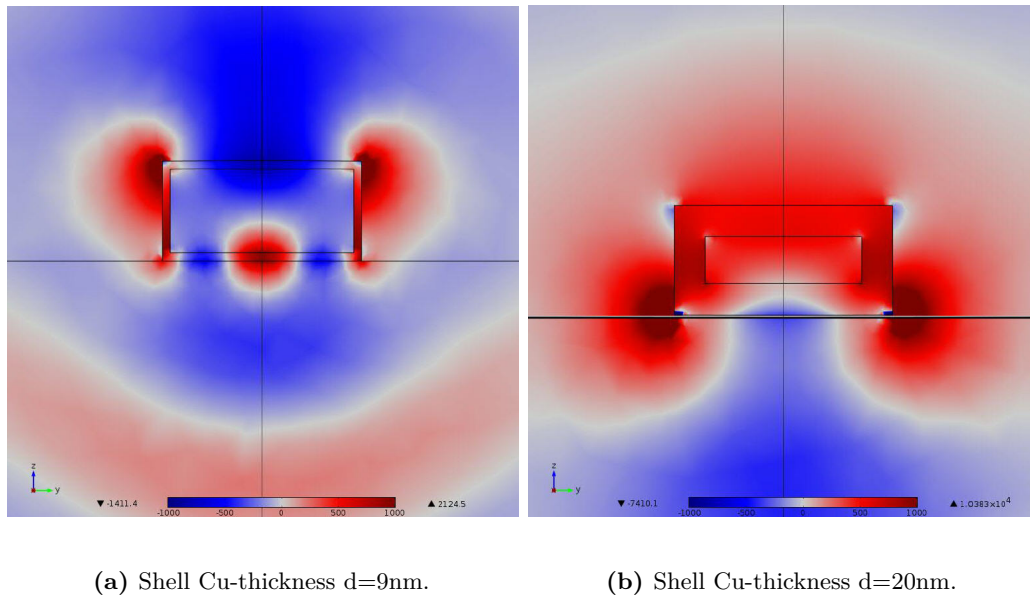 z
y
z
y
▼ -1411.4
▲ 2124.5
-1000 -500 0 500 1000
▼ -7410.1
▲ 1.0383×10⁴
-1000 -500 0 500 1000
(a) Shell Cu-thickness d=9nm.
(b) Shell Cu-thickness d=20nm.